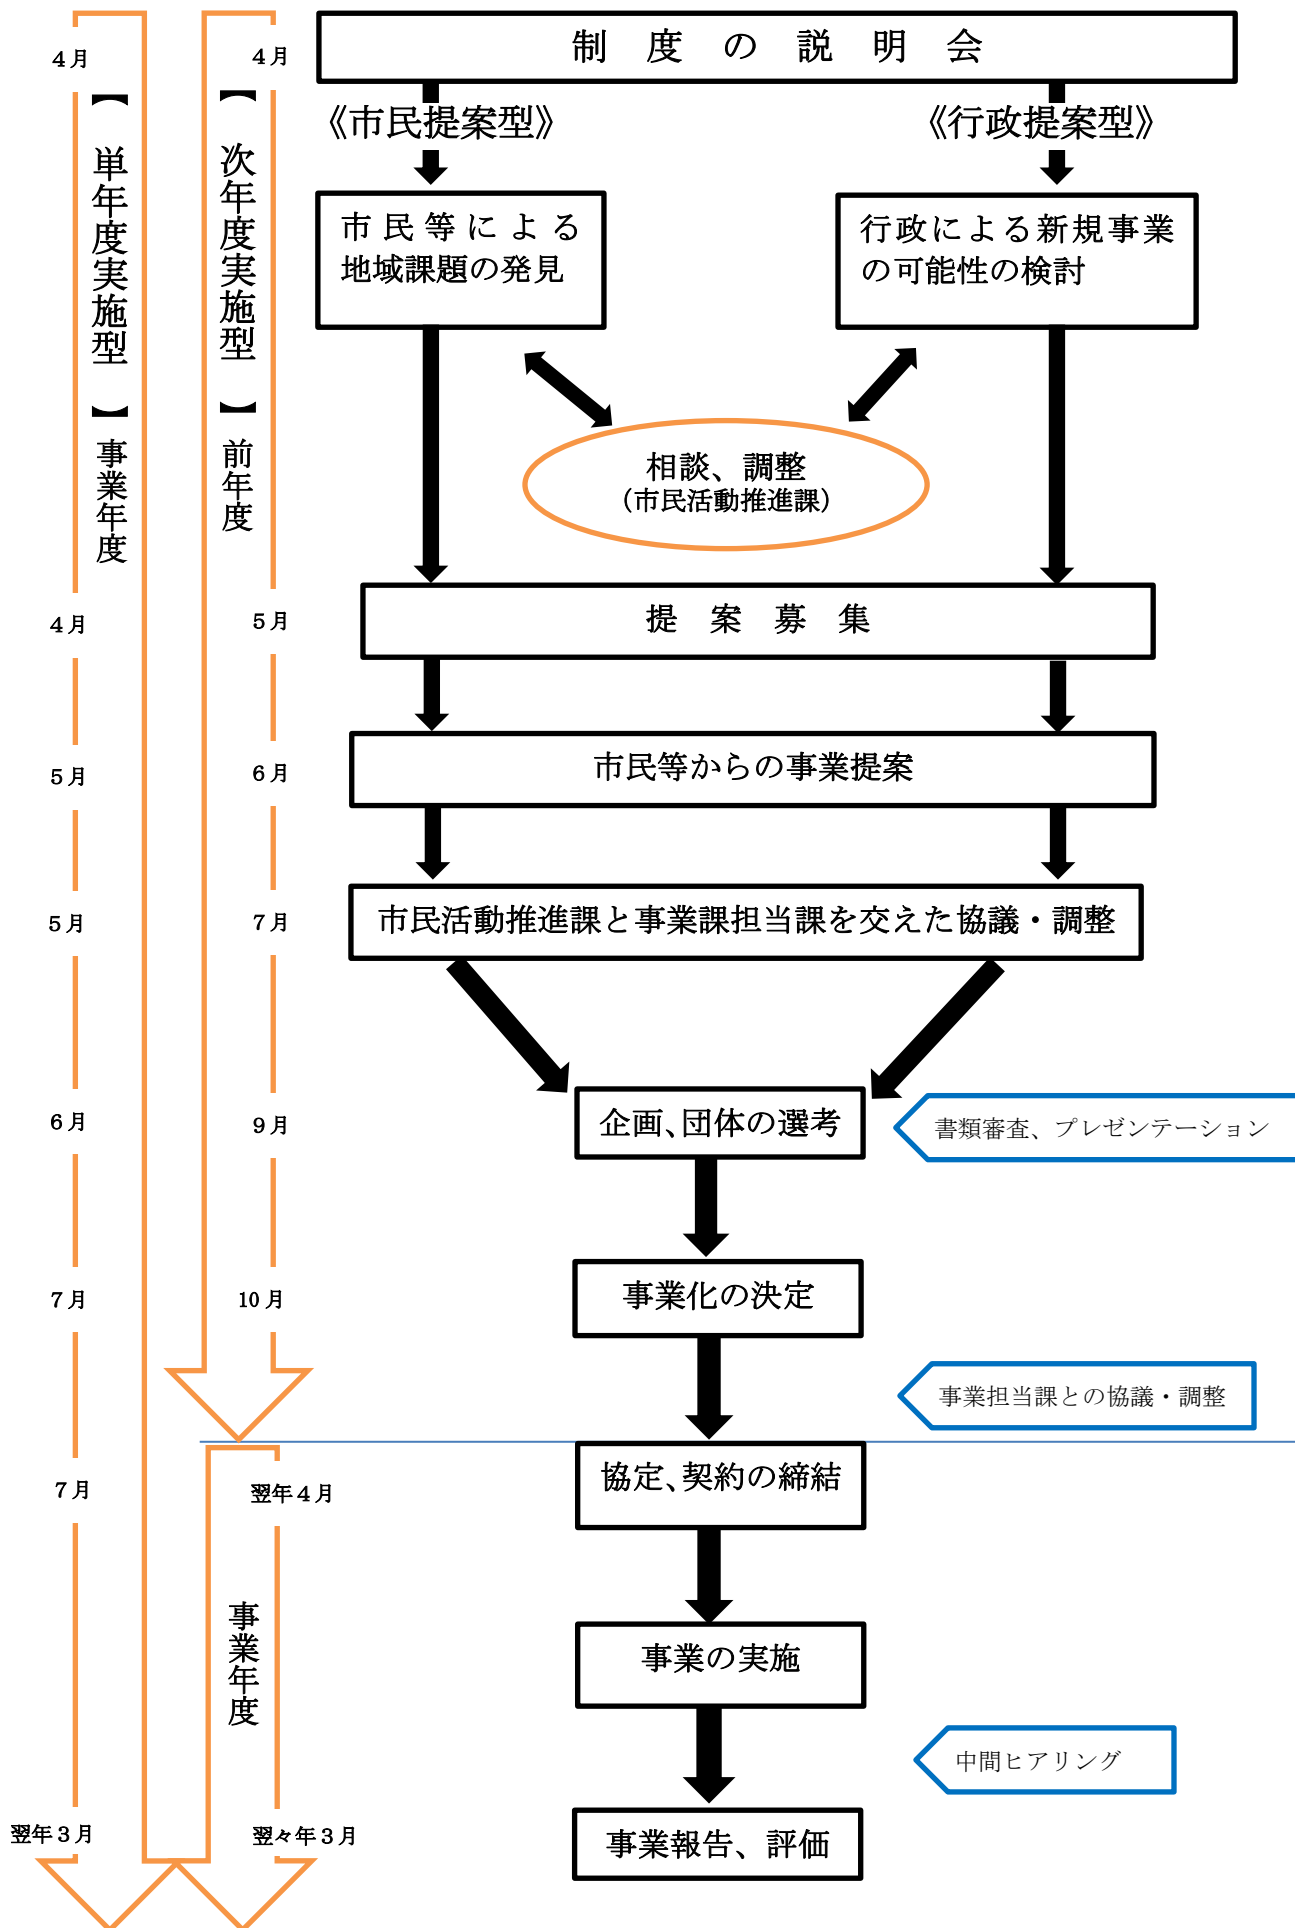 制度の説明会
《市民提案型》
《行政提案型》
市民等による
地域課題の発見
行政による新規事業
の可能性の検討
相談、調整
（市民活動推進課）
提案募集
市民等からの事業提案
市民活動推進課と事業課担当課を交えた協議・調整
企画、団体の選考
書類審査、プレゼンテーション
事業化の決定
事業担当課との協議・調整
協定、契約の締結
事業の実施
中間ヒアリング
事業報告、評価
【単年度実施型】事業年度
4月
4月
5月
5月
6月
7月
7月
翌年3月
【次年度実施型】前年度
4月
5月
6月
7月
9月
10月
事業年度
翌年4月
翌々年3月